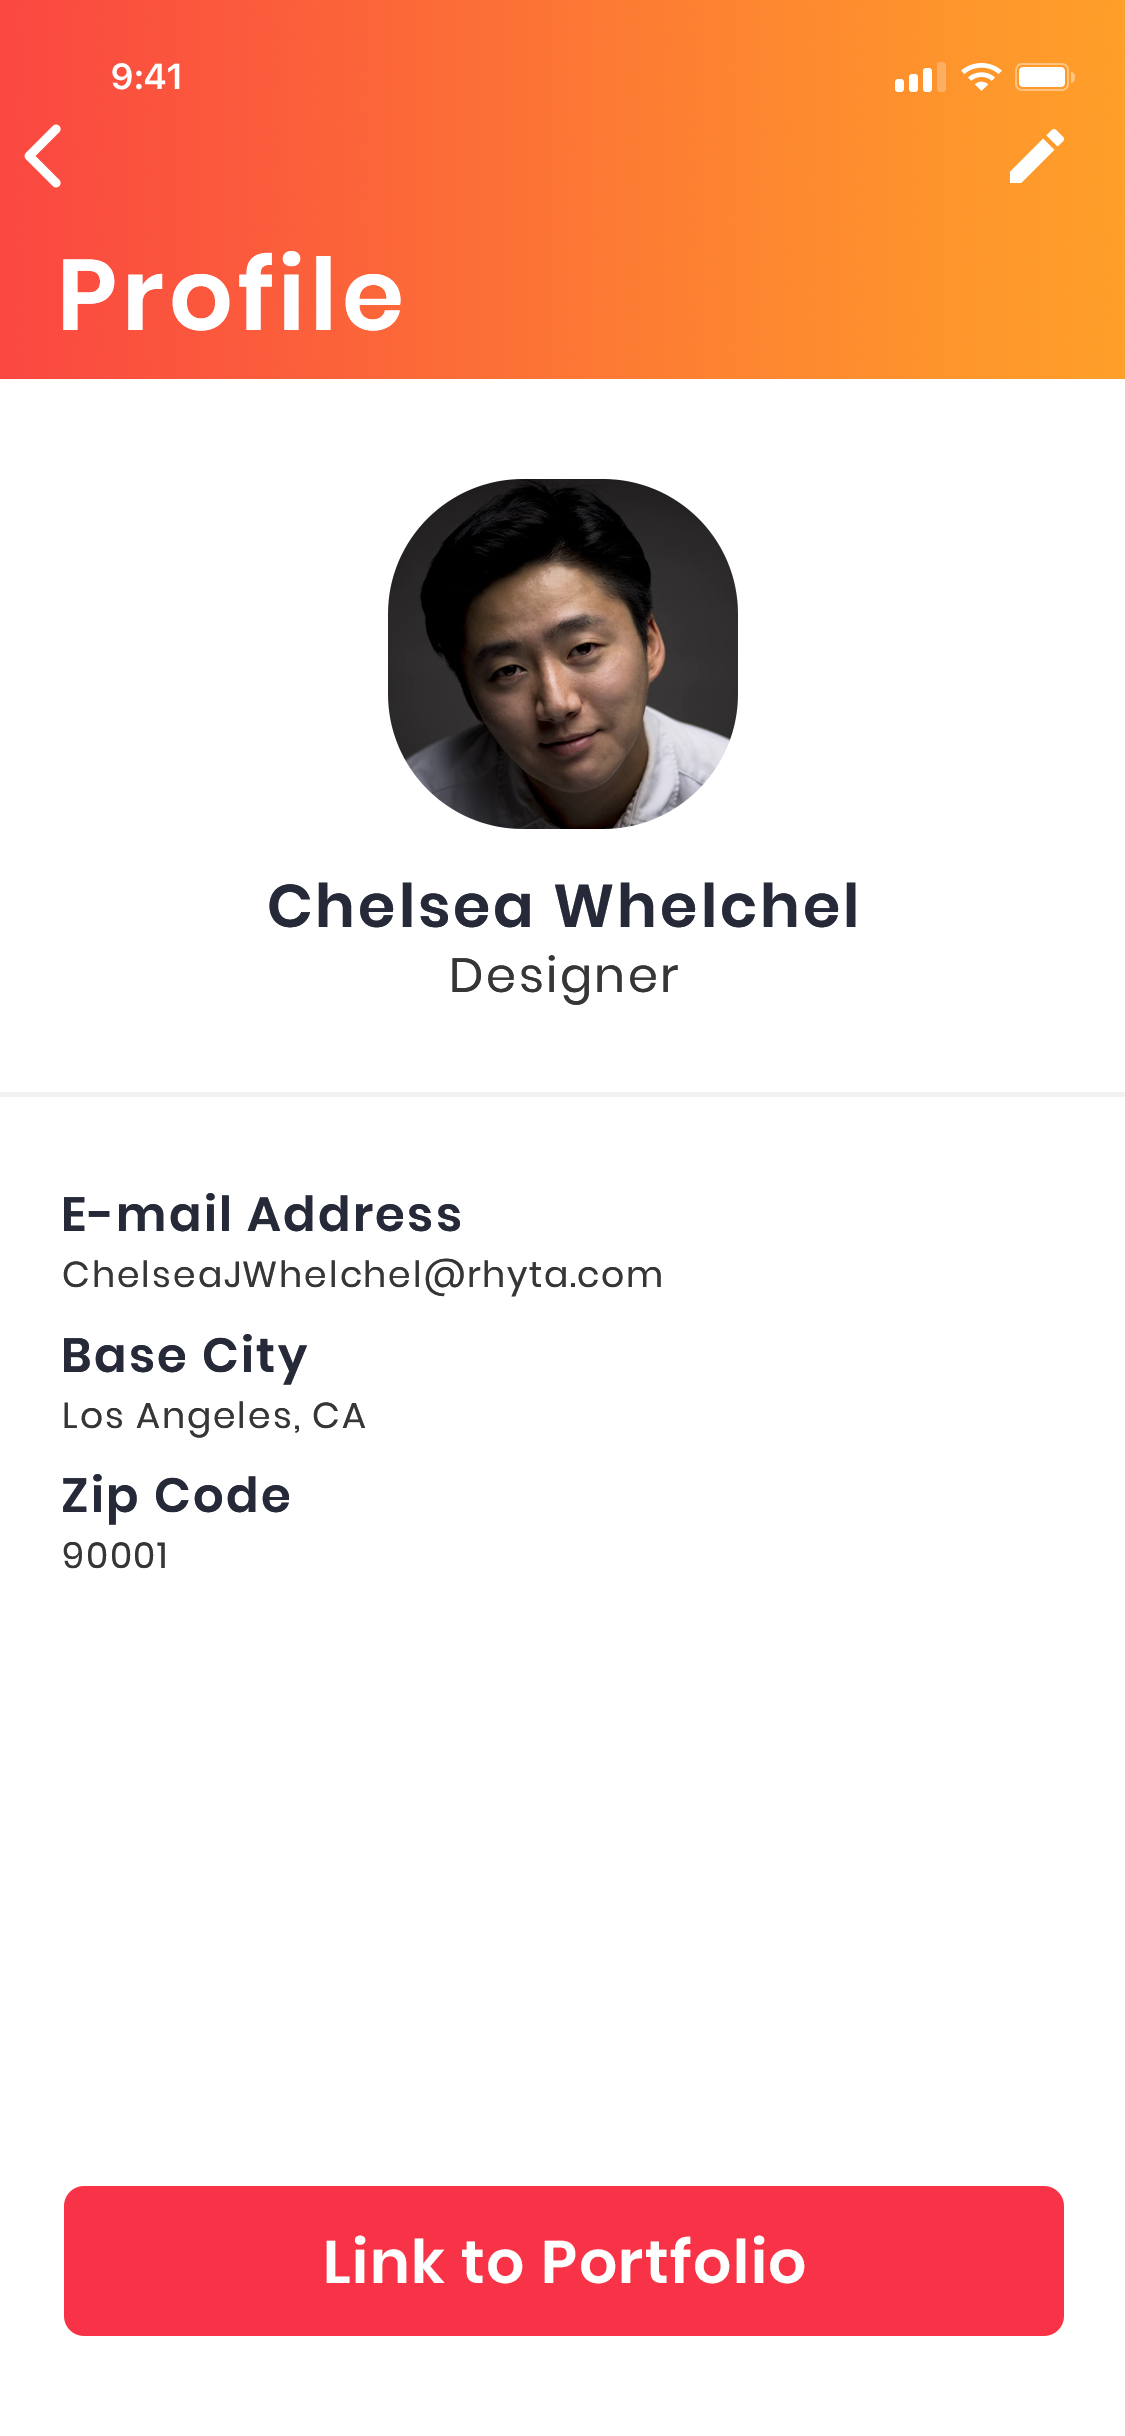 9:41
Profile
Chelsea Whelchel
Designer
E-mail Address
ChelseaJWhelchel@rhyta.com
Base City
Los Angeles, CA
Zip Code
90001
Link to Portfolio